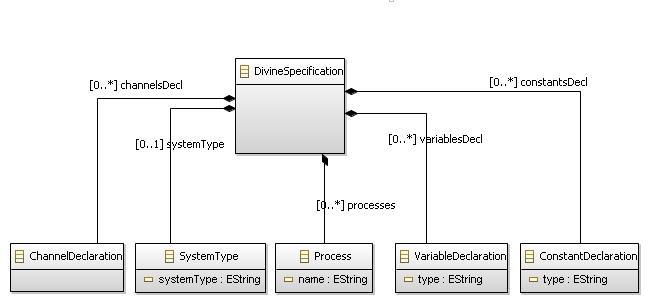 DivineSpecification
[0..*] channelsDecl
[0..*] constantsDecl
[0..1] systemType
[0..*] variablesDecl
[0..*] processes
ChannelDeclaration
SystemType
systemType : EString
Process
name : EString
VariableDeclaration
type : EString
ConstantDeclaration
type : EString